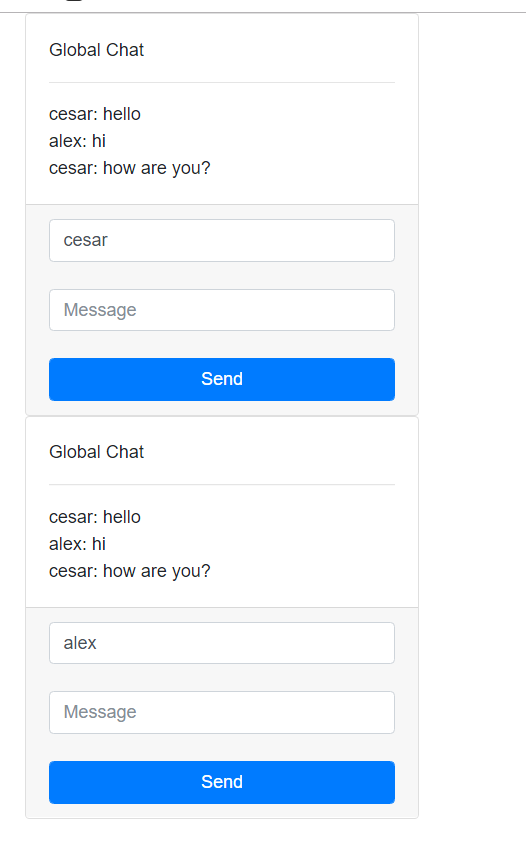 Global Chat
cesar: hello
alex: hi
cesar: how are you?
cesar
Message
Send
Global Chat
cesar: hello
alex: hi
cesar: how are you?
alex
Message
Send